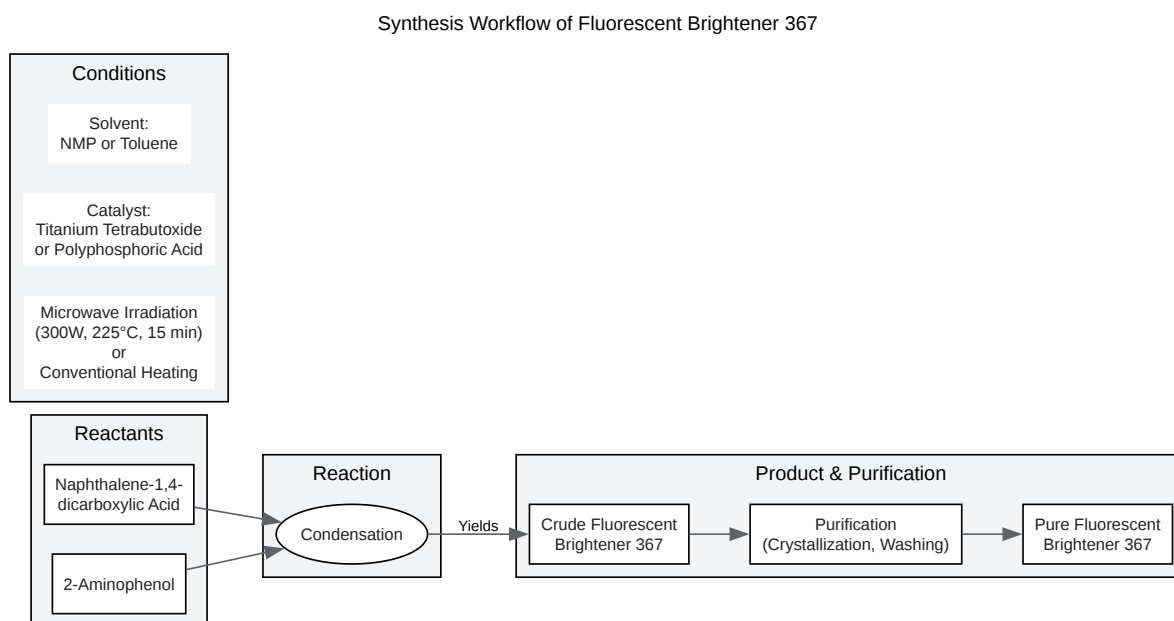 Synthesis Workflow of Fluorescent Brightener 367
Conditions
Solvent:
NMP or Toluene
Catalyst:
Titanium Tetrabutoxide
or Polyphosphoric Acid
Microwave Irradiation
(300W, 225°C, 15 min)
or
Conventional Heating
Reactants
Naphthalene-1,4-
dicarboxylic Acid
2-Aminophenol
Reaction
Condensation
Yields
Product & Purification
Crude Fluorescent
Brightener 367
Purification
(Crystallization, Washing)
Pure Fluorescent
Brightener 367